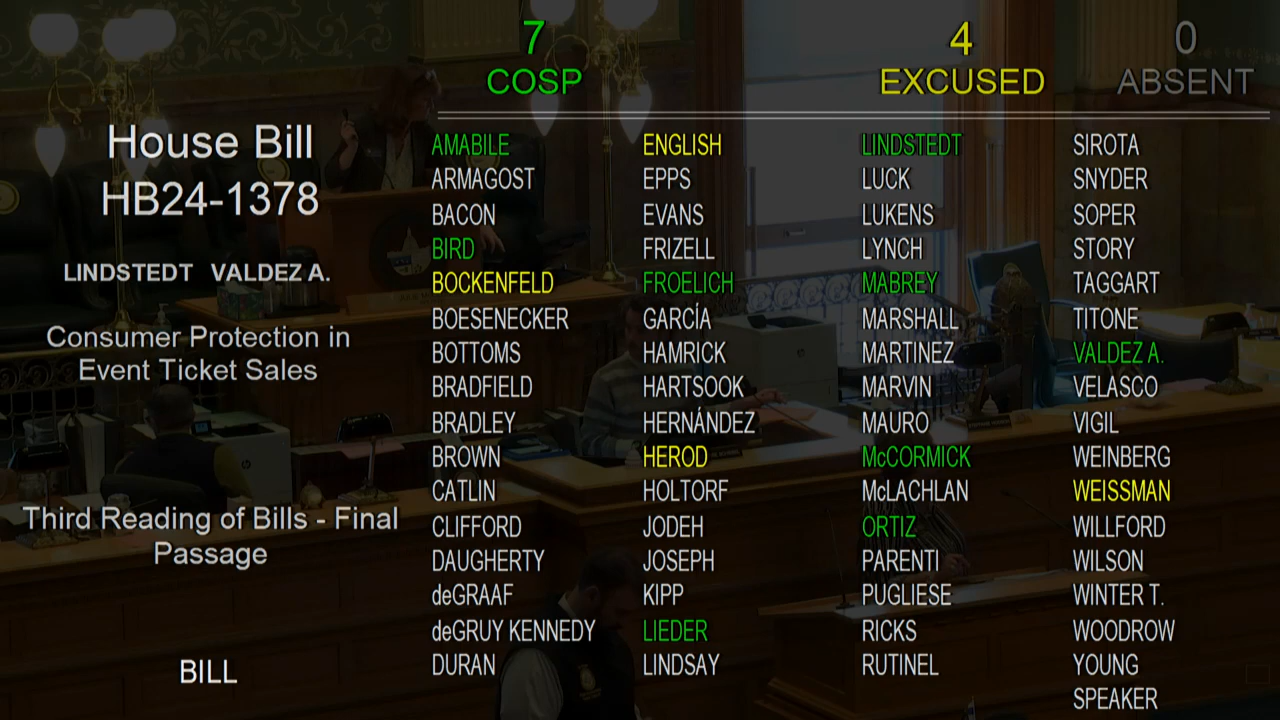 7
COSP
4
EXCUSED
0
ABSENT
House Bill
HB24-1378
LINDSTEDT VALDEZ A.
Consumer Protection in
Event Ticket Sales
Third Reading of Bills - Final
Passage
BILL
AMABILE
ARMAGOST
BACON
BIRD
BOCKENFELD
BOESENECKER
BOTTOMS
BRADFIELD
BRADLEY
BROWN
CATLIN
CLIFFORD
DAUGHERTY
deGRAAF
deGRUY KENNEDY
DURAN
ENGLISH
EPPS
EVANS
FRIZELL
FROELICH
GARCÍA
HAMRICK
HARTSOOK
HERNÁNDEZ
HEROD
HOLTORF
JODEH
JOSEPH
KIPP
LIEDER
LINDSAY
LINDSTEDT
LUCK
LUKENS
LYNCH
MABREY
MARSHALL
MARTINEZ
MARVIN
MAURO
McCORMICK
McLACHLAN
ORTIZ
PARENTI
PUGLIESE
RICKS
RUTINEL
SIROTA
SNYDER
SOPER
STORY
TAGGART
TITONE
VALDEZ A.
VELASCO
VIGIL
WEINBERG
WEISSMAN
WILLFORD
WILSON
WINTER T.
WOODROW
YOUNG
SPEAKER